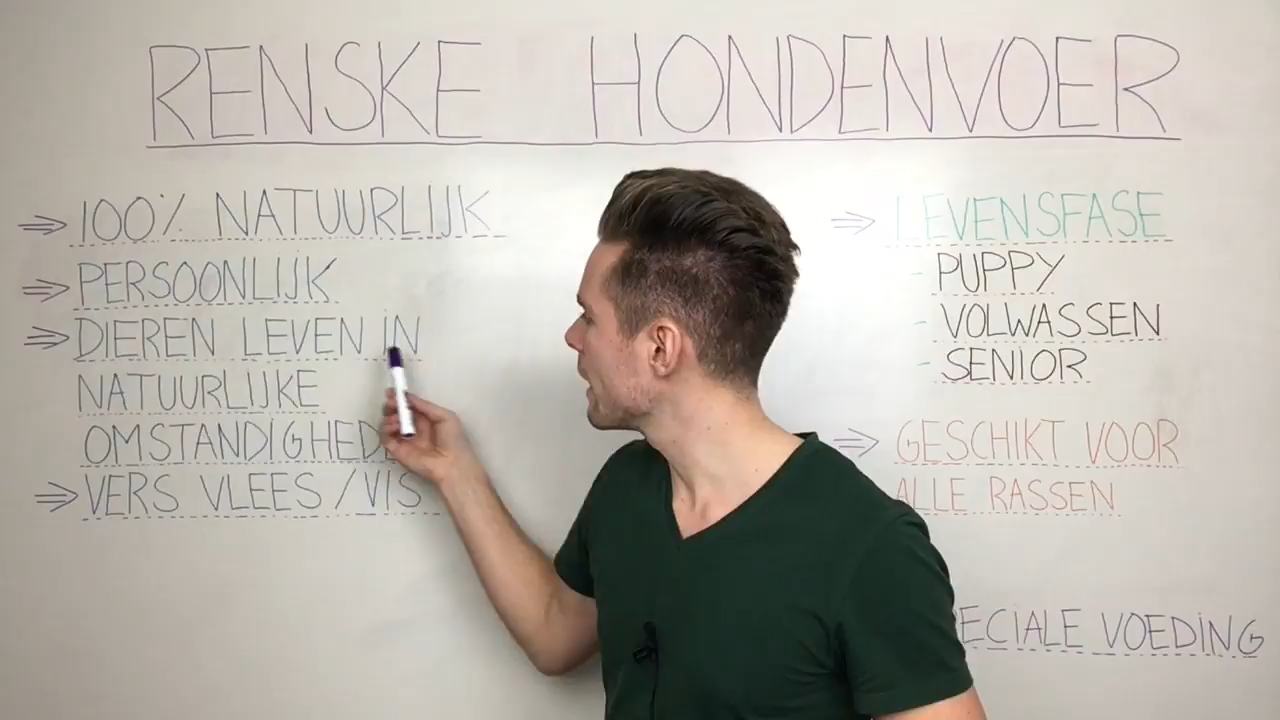 RENSKE HONDENVOER
⇒ 100% NATUURLIJK
⇒ PERSOONLIJK
⇒ DIEREN LEVEN IN
NATUURLIJKE
⇒ VERS VLEES / VIS
⇒ LEVENSFASE
- PUPPY
- VOLWASSEN
- SENIOR
⇒ GESCHIKT VOOR
ALLE RASSEN
VOEDING